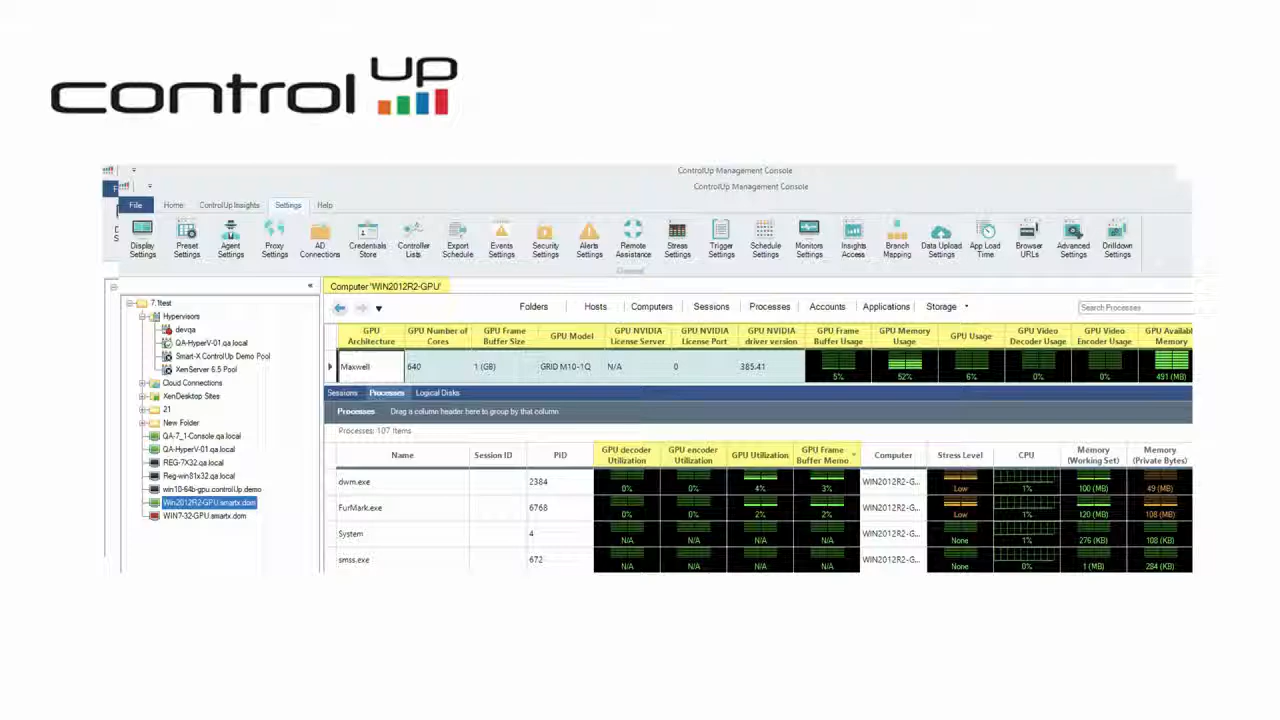 control up
ControlUp Management Console
ControlUp Management Console
File Home ControlUp Insights Settings Help
Display Settings Preset Settings Agent Settings Proxy Settings AD Connections Credentials Store Controller Lists Export Schedule Events Settings Security Settings Alerts Settings Remote Assistance Stress Settings Trigger Settings Schedule Settings Monitors Settings Insights Access Branch Mapping Data Upload Settings App Load Time Browser URLs Advanced Settings Drilldown Settings
General
Computer 'WIN2012R2-GPU'
Folders Hosts Computers Sessions Processes Accounts Applications Storage Search Processes
7.1test
Hypervisors
devqa
QA-HyperV-01.qa.local
Smart-X ControlUp Demo Pool
XenServer 6.5 Pool
Cloud Connections
XenDesktop Sites
21
New Folder
QA-7_1-Console.qa.local
QA-HyperV-01.qa.local
REG-7X32.qa.local
Reg-win81x32.qa.local
win10-64b-gpu.controlUp.demo
Win2012R2-GPU.smartx.dom
WIN7-32-GPU.smartx.dom
GPU Architecture GPU Number of Cores GPU Frame Buffer Size GPU Model GPU NVIDIA License Server GPU NVIDIA License Port GPU NVIDIA driver version GPU Frame Buffer Usage GPU Memory Usage GPU Usage GPU Video Decoder Usage GPU Video Encoder Usage GPU Availab Memory
Maxwell 640 1 (GB) GRID M10-1Q N/A 0 385.41 5% 52% 6% 0% 0% 491 (MB)
Sessions Processes Logical Disks
Processes Drag a column header here to group by that column
Processes: 107 Items
Name Session ID PID GPU decoder Utilization GPU encoder Utilization GPU Utilization GPU Frame Buffer Memo Computer Stress Level CPU Memory (Working Set) Memory (Private Bytes)
dwm.exe 2384 0% 0% 4% 3% WIN2012R2-G... Low 1% 100 (MB) 49 (MB)
FurMark.exe 6768 0% 0% 2% 2% WIN2012R2-G... Low 1% 120 (MB) 108 (MB)
System 4 N/A N/A N/A N/A WIN2012R2-G... None 1% 276 (KB) 108 (KB)
smss.exe 672 N/A N/A N/A N/A WIN2012R2-G... None 0% 1 (MB) 284 (KB)